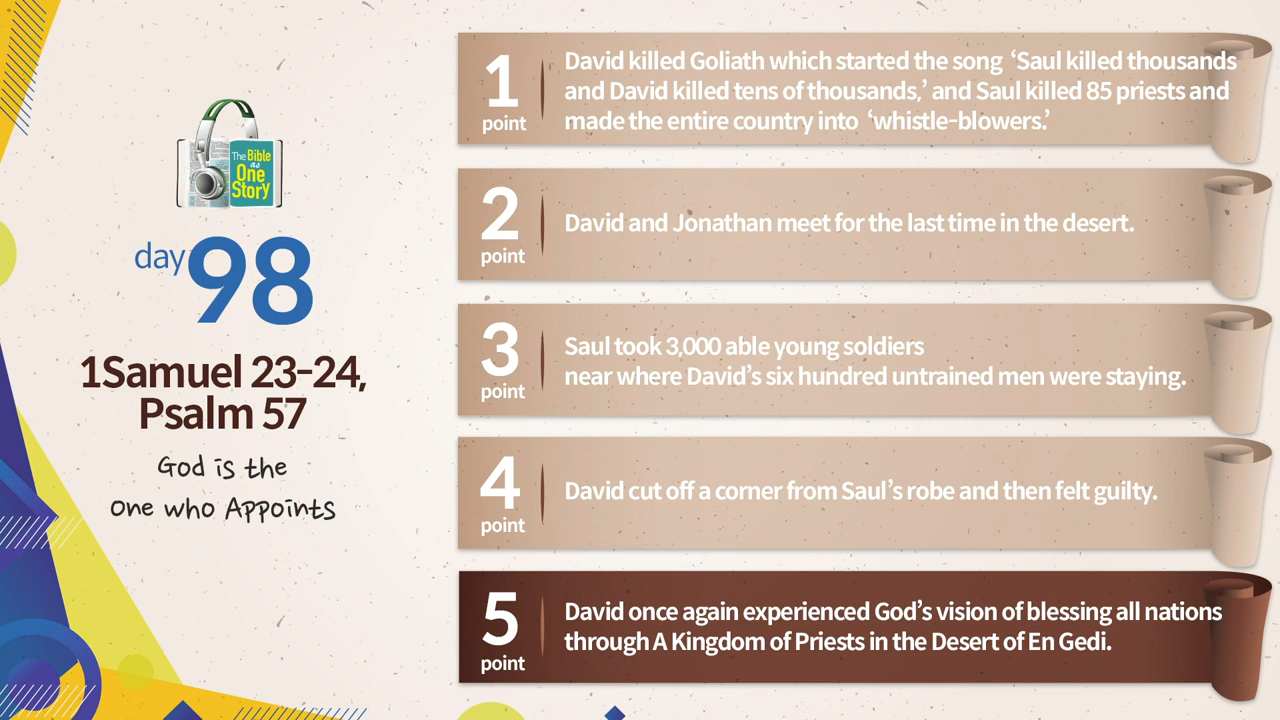 The Bible
as
One
Story
day 98
1Samuel 23-24,
Psalm 57
God is the
one who Appoints
1
point
David killed Goliath which started the song ‘Saul killed thousands
and David killed tens of thousands,’ and Saul killed 85 priests and
made the entire country into ‘whistle-blowers.’
2
point
David and Jonathan meet for the last time in the desert.
3
point
Saul took 3,000 able young soldiers
near where David’s six hundred untrained men were staying.
4
point
David cut off a corner from Saul’s robe and then felt guilty.
5
point
David once again experienced God’s vision of blessing all nations
through A Kingdom of Priests in the Desert of En Gedi.